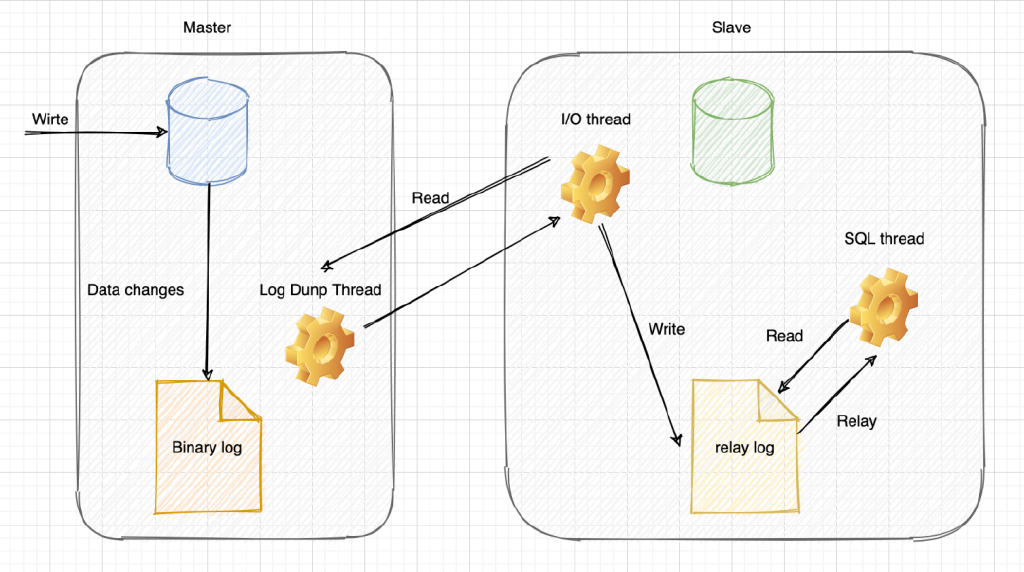 Master
Slave
Wirte
I/O thread
Read
SQL thread
Data changes
Log Dunp Thread
Write
Read
Relay
Binary log
relay log